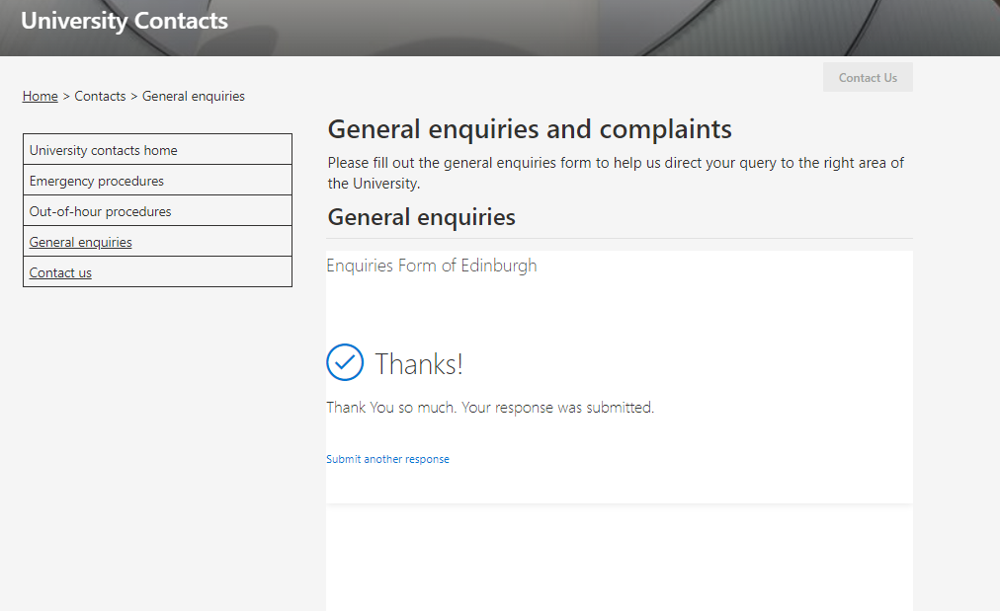 University Contacts
Contact Us
Home > Contacts > General enquiries
University contacts home
Emergency procedures
Out-of-hour procedures
General enquiries
Contact us
General enquiries and complaints
Please fill out the general enquiries form to help us direct your query to the right area of
the University.
General enquiries
Enquiries Form of Edinburgh
Thanks!
Thank You so much. Your response was submitted.
Submit another response